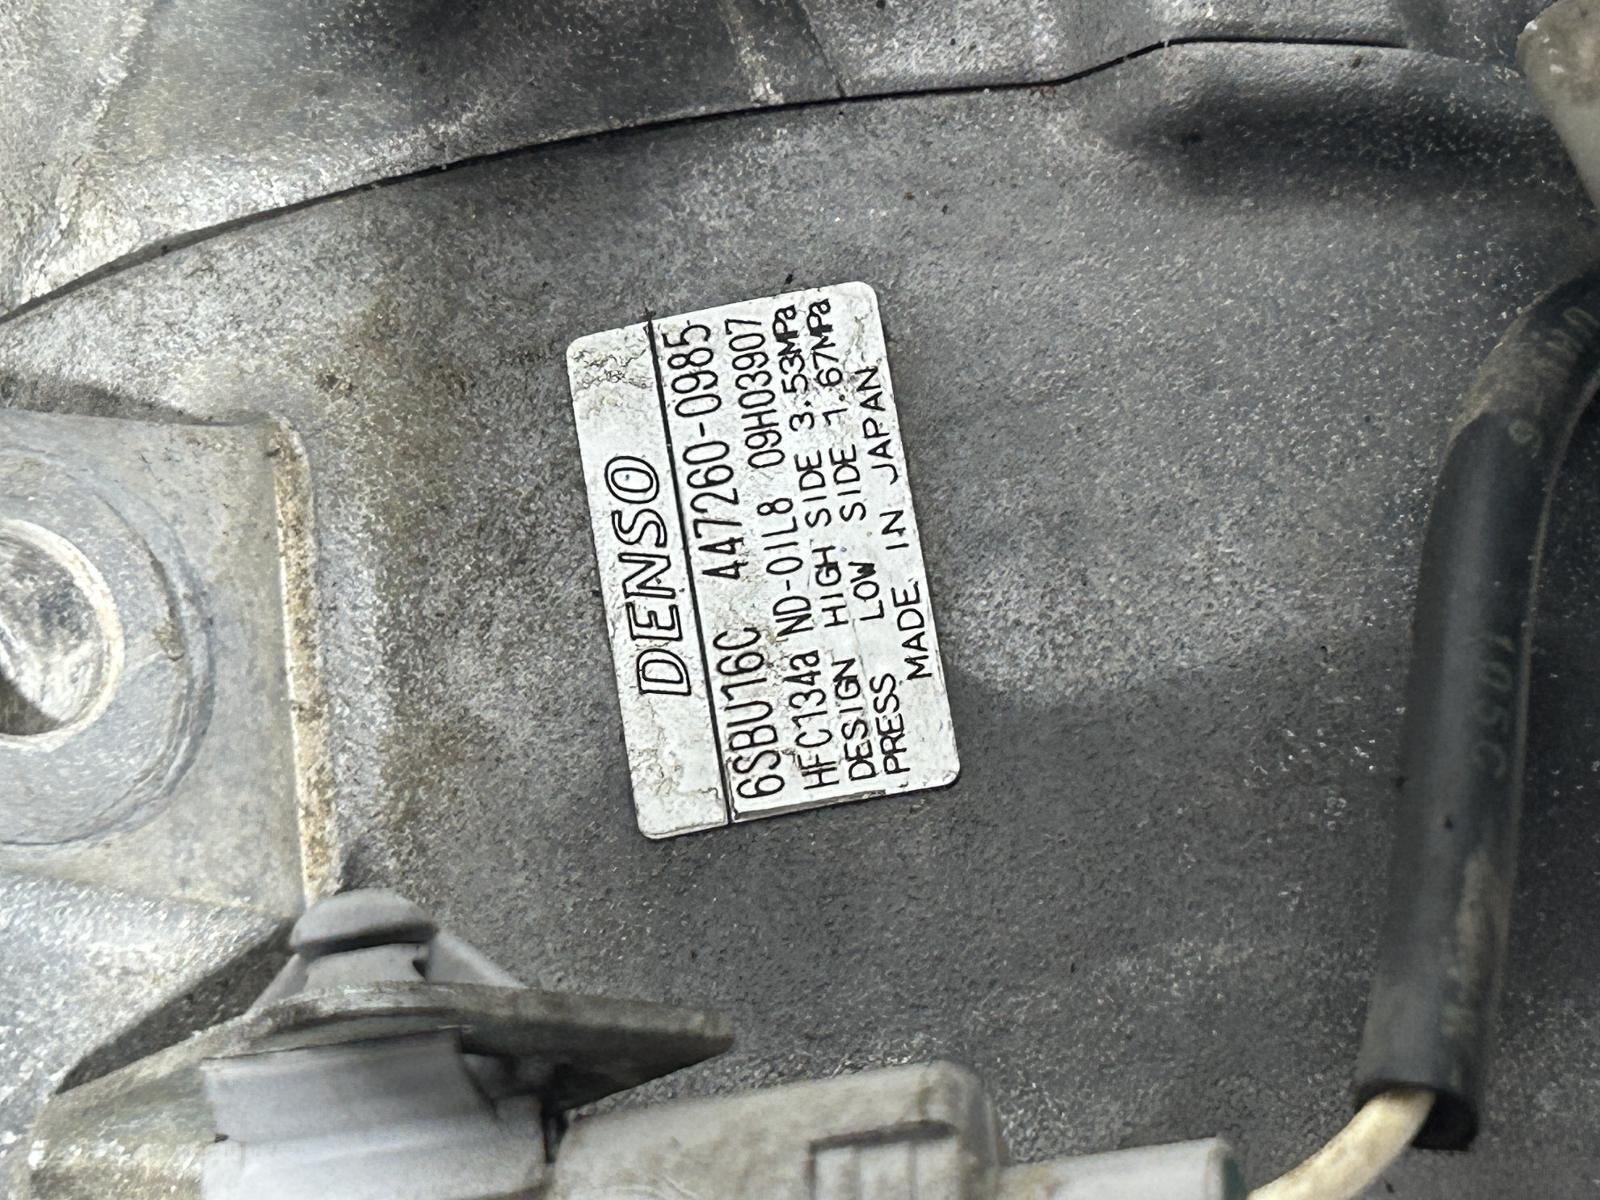 DENSO
6SBU16C 447260-0985
HFC134a ND-OIL8 09H03907
DESIGN HIGH SIDE 3.53MPa
PRESS LOW SIDE 1.67MPa
MADE IN JAPAN
105C